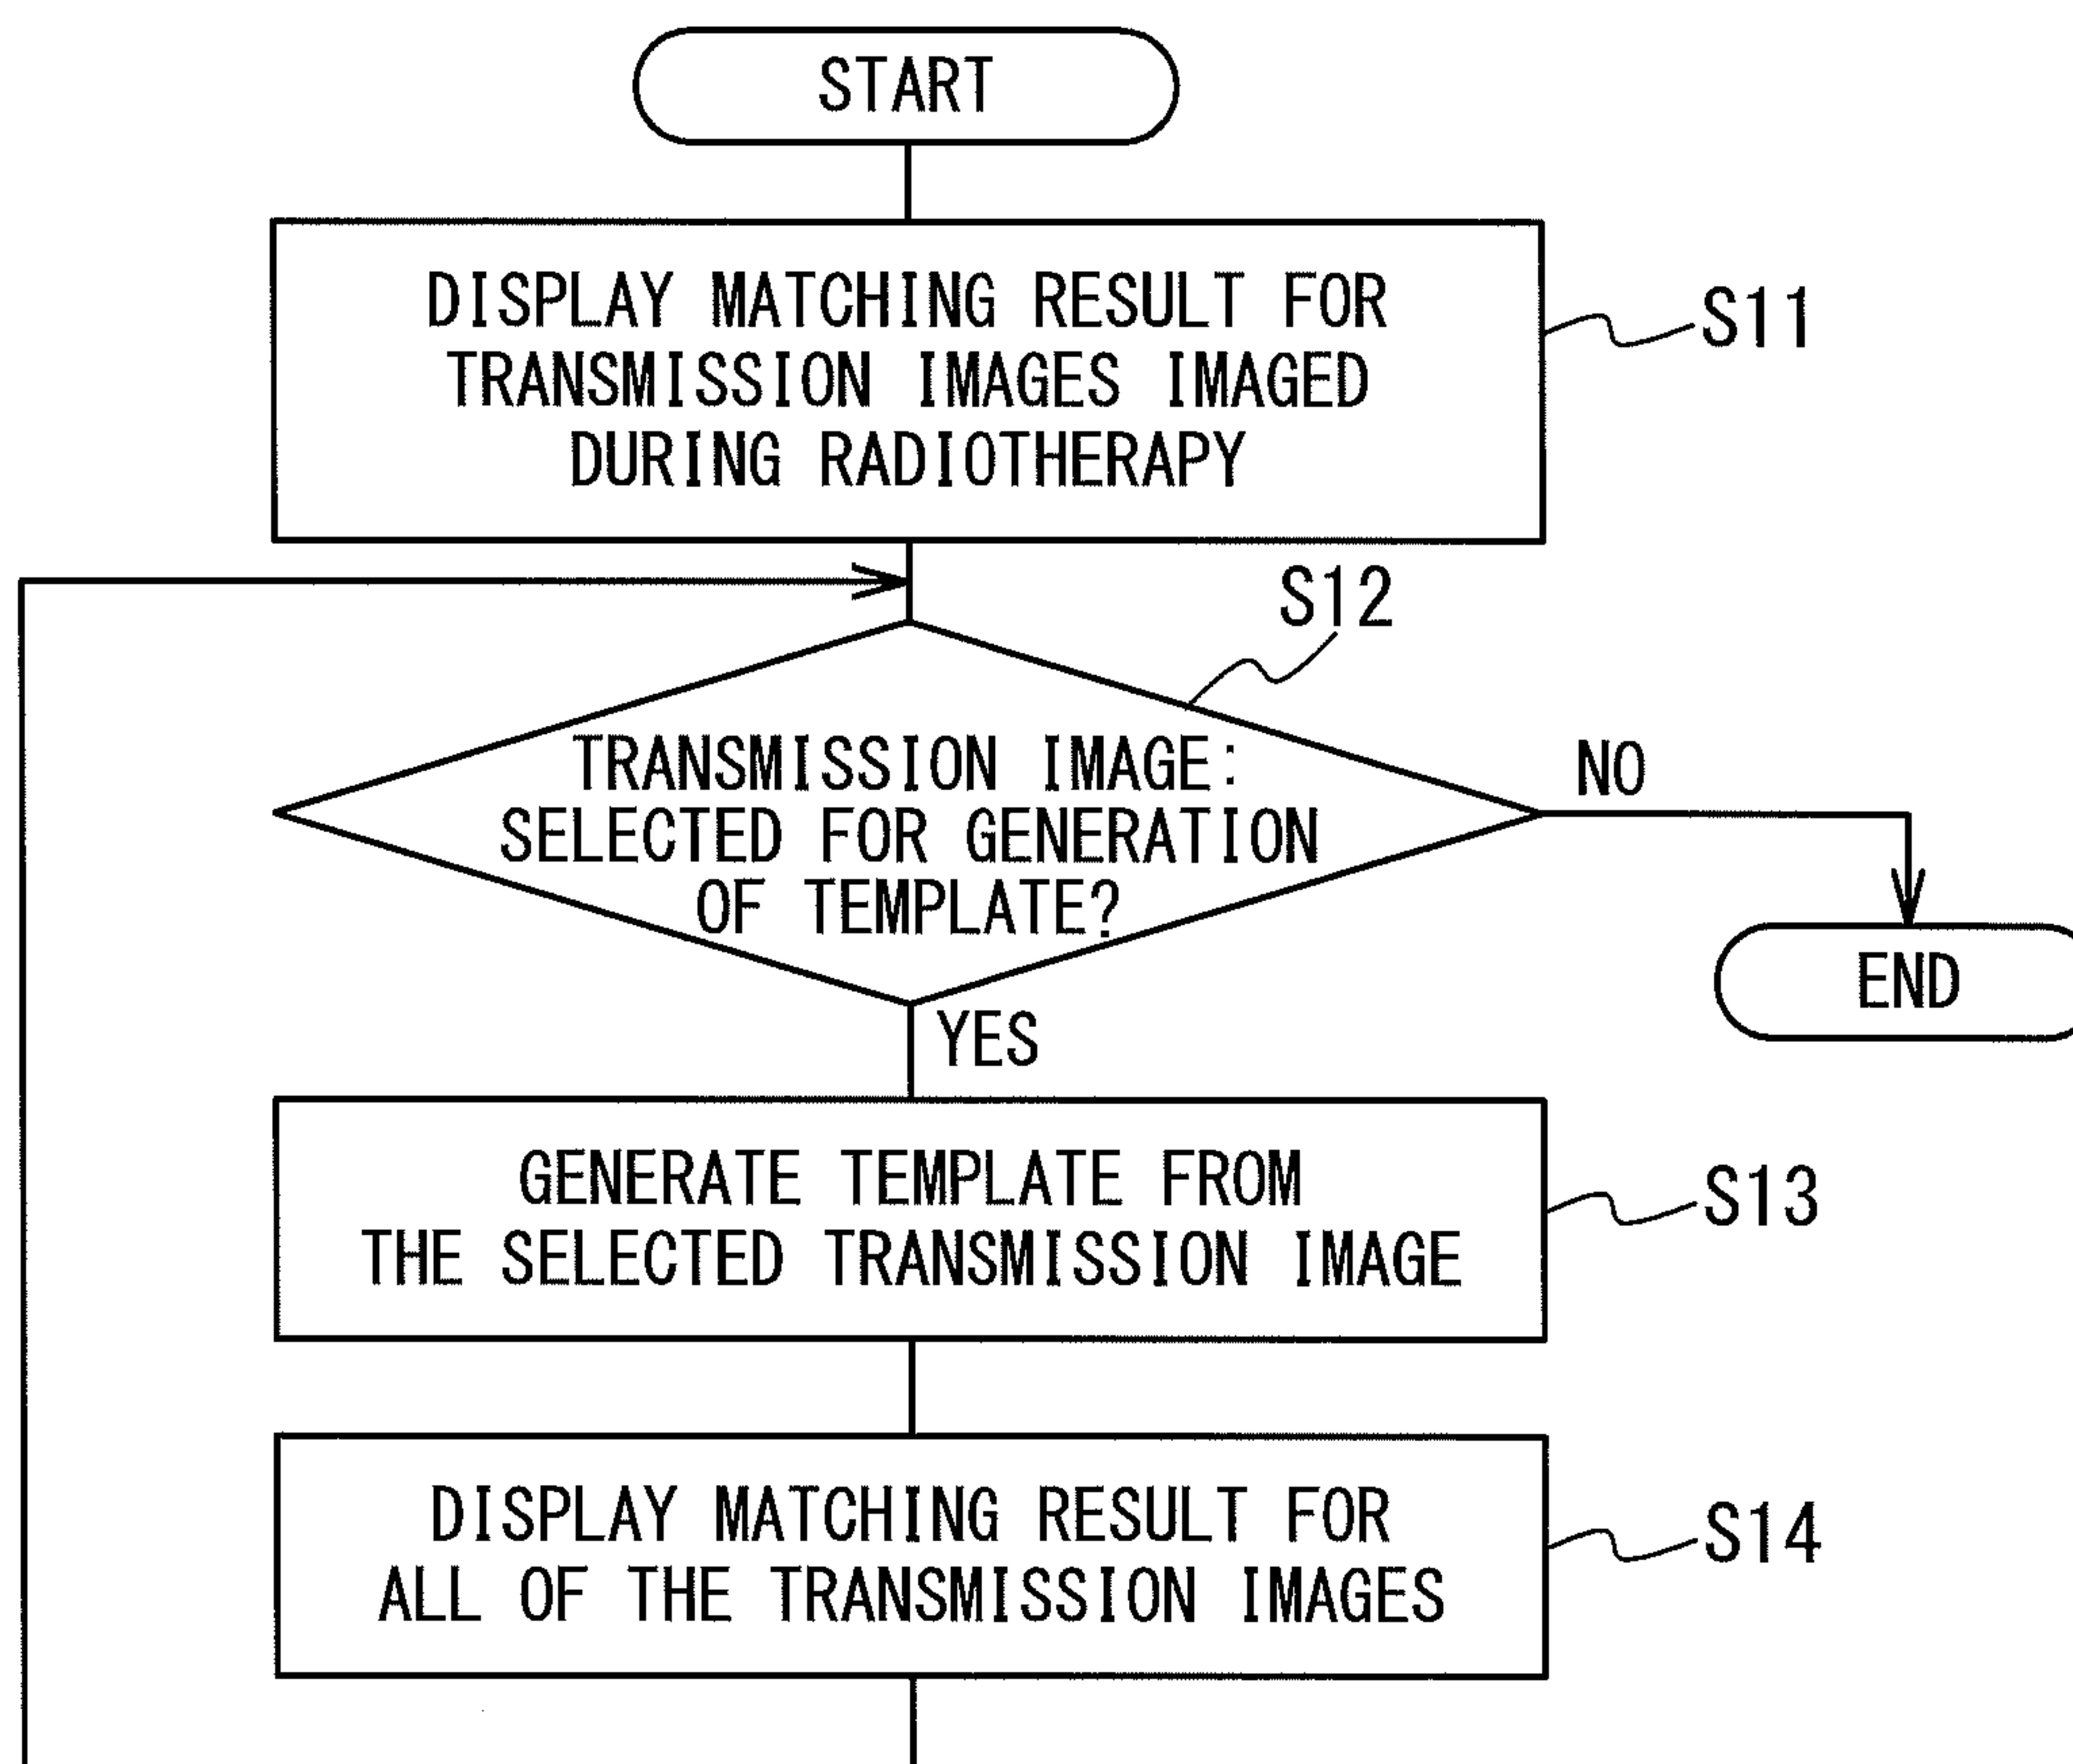 START
DISPLAY MATCHING RESULT FOR
TRANSMISSION IMAGES IMAGED
DURING RADIOTHERAPY
S11
S12
TRANSMISSION IMAGE:
SELECTED FOR GENERATION
OF TEMPLATE?
NO
END
YES
GENERATE TEMPLATE FROM
THE SELECTED TRANSMISSION IMAGE
S13
DISPLAY MATCHING RESULT FOR
ALL OF THE TRANSMISSION IMAGES
S14